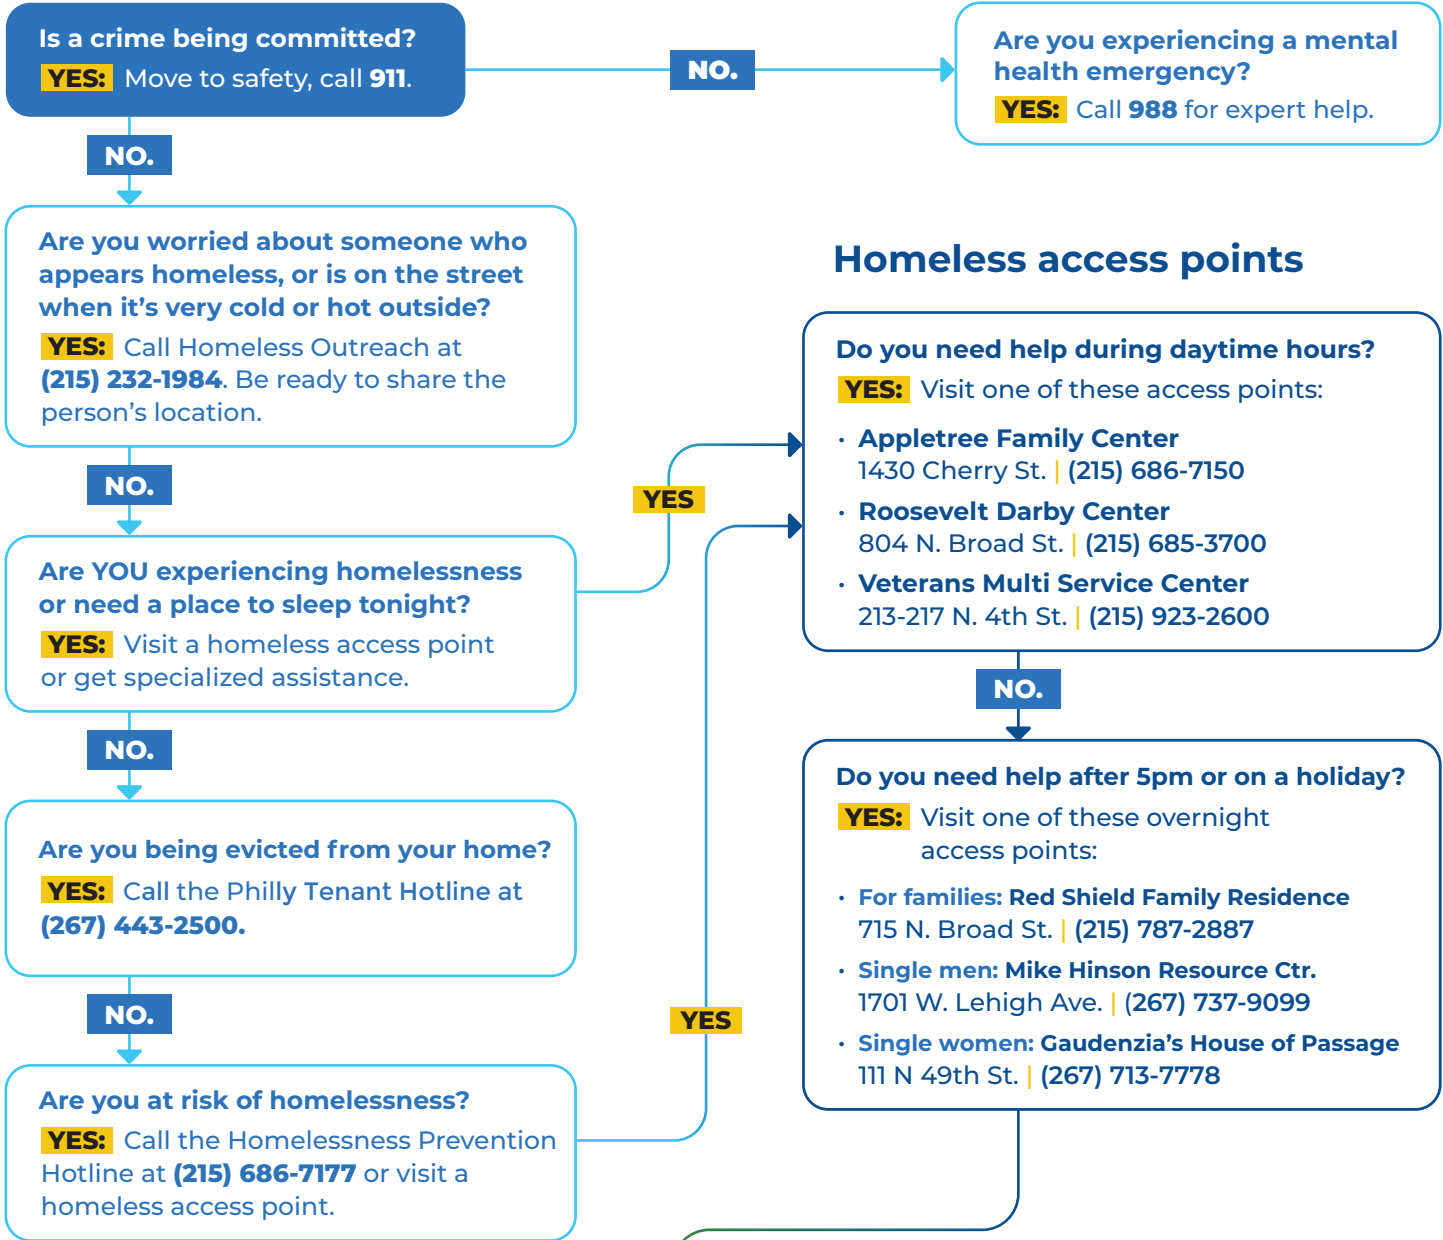 Is a crime being committed?
YES: Move to safety, call 911.
NO.
Are you experiencing a mental
health emergency?
YES: Call 988 for expert help.
NO.
Are you worried about someone who
appears homeless, or is on the street
when it's very cold or hot outside?
YES: Call Homeless Outreach at
(215) 232-1984. Be ready to share the
person's location.
NO.
Are YOU experiencing homelessness
or need a place to sleep tonight?
YES: Visit a homeless access point
or get specialized assistance.
YES
NO.
Are you being evicted from your home?
YES: Call the Philly Tenant Hotline at
(267) 443-2500.
NO.
Are you at risk of homelessness?
YES: Call the Homelessness Prevention
Hotline at (215) 686-7177 or visit a
homeless access point.
YES
Homeless access points
Do you need help during daytime hours?
YES: Visit one of these access points:
· Appletree Family Center
1430 Cherry St. | (215) 686-7150
· Roosevelt Darby Center
804 N. Broad St. | (215) 685-3700
· Veterans Multi Service Center
213-217 N. 4th St. | (215) 923-2600
NO.
Do you need help after 5pm or on a holiday?
YES: Visit one of these overnight
access points:
· For families: Red Shield Family Residence
715 N. Broad St. | (215) 787-2887
· Single men: Mike Hinson Resource Ctr.
1701 W. Lehigh Ave. | (267) 737-9099
· Single women: Gaudenzia's House of Passage
111 N 49th St. | (267) 713-7778